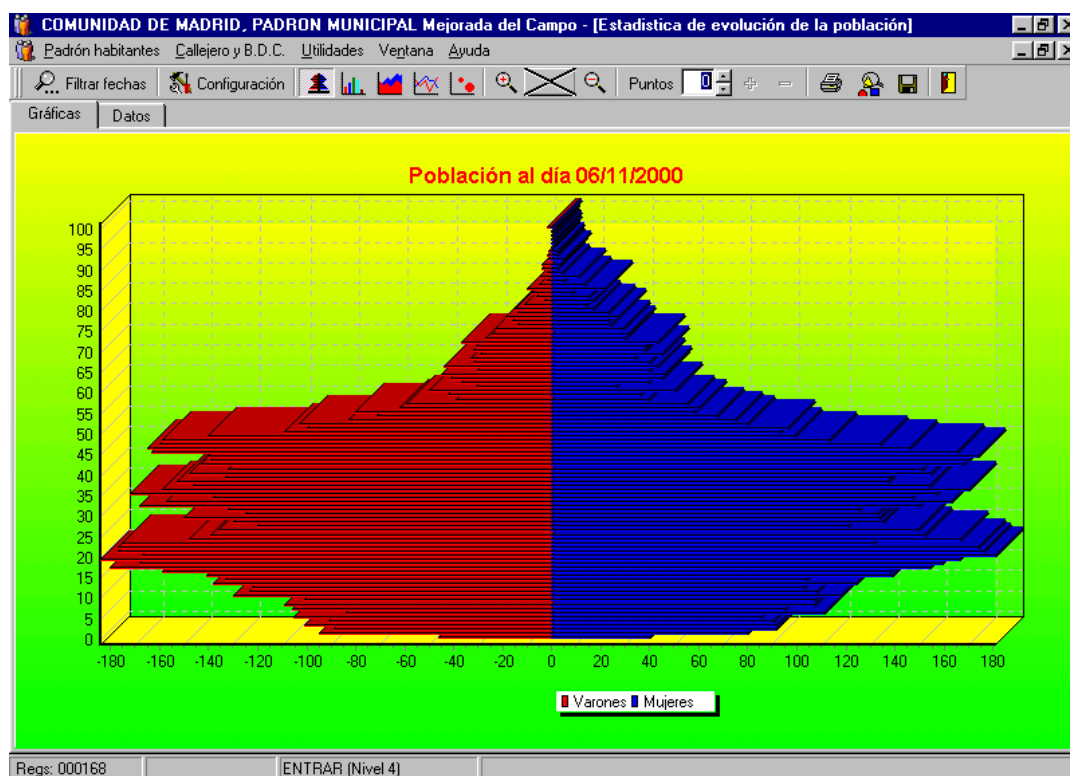 COMUNIDAD DE MADRID, PADRON MUNICIPAL Mejorada del Campo - [Estadistica de evolución de la población]
Padrón habitantes Callejero y B.D.C. Utilidades Ventana Ayuda
Filtrar fechas Configuración Puntos 0
Gráficas Datos
Población al día 06/11/2000
100
95
90
85
80
75
70
65
60
55
50
45
40
35
30
25
20
15
10
5
0
-180 -160 -140 -120 -100 -80 -60 -40 -20 0 20 40 60 80 100 120 140 160 180
Varones Mujeres
Regs: 000168 ENTRAR (Nivel 4)